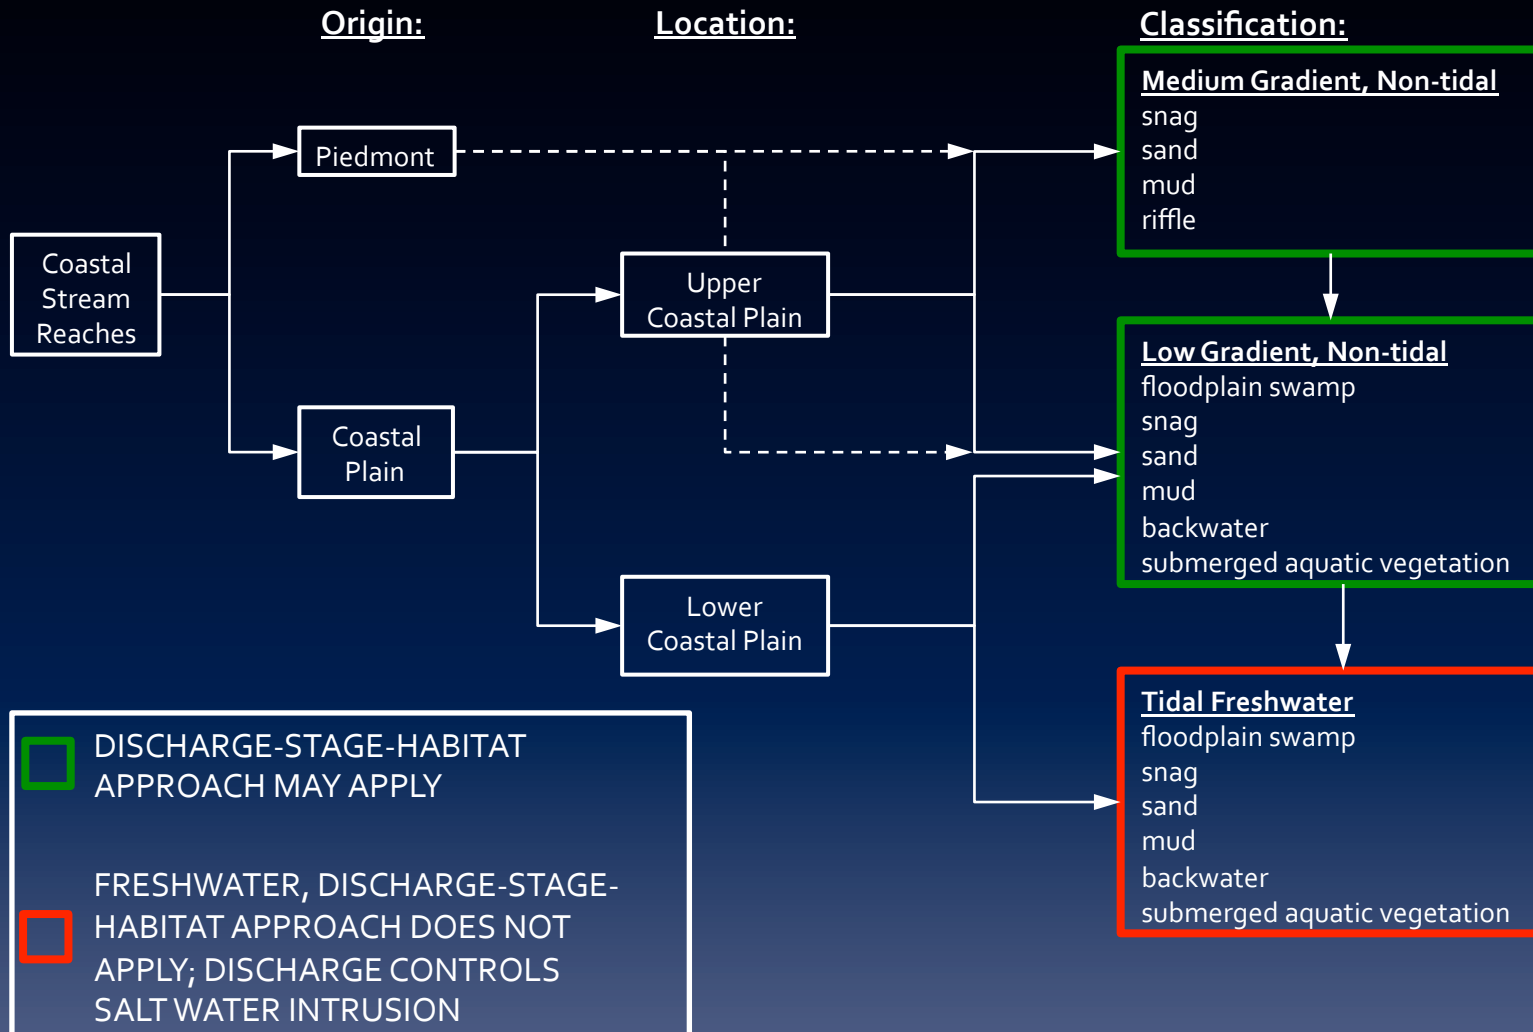 Origin:
Location:
Classification:
Piedmont
Coastal
Stream
Reaches
Coastal
Plain
Upper
Coastal Plain
Lower
Coastal Plain
Medium Gradient, Non-tidal
snag
sand
mud
riffle
Low Gradient, Non-tidal
floodplain swamp
snag
sand
mud
backwater
submerged aquatic vegetation
Tidal Freshwater
floodplain swamp
snag
sand
mud
backwater
submerged aquatic vegetation
DISCHARGE-STAGE-HABITAT
APPROACH MAY APPLY
FRESHWATER, DISCHARGE-STAGE-
HABITAT APPROACH DOES NOT
APPLY; DISCHARGE CONTROLS
SALT WATER INTRUSION